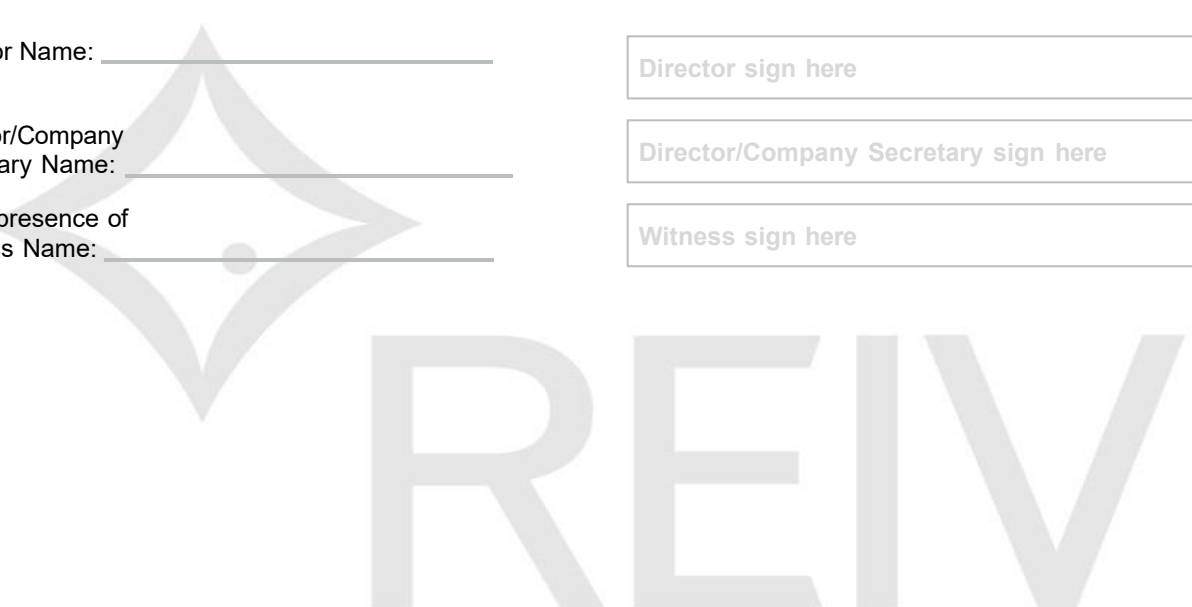 or Name:
Director sign here
or/Company
ary Name:
Director/Company Secretary sign here
presence of
ss Name:
Witness sign here
REIV